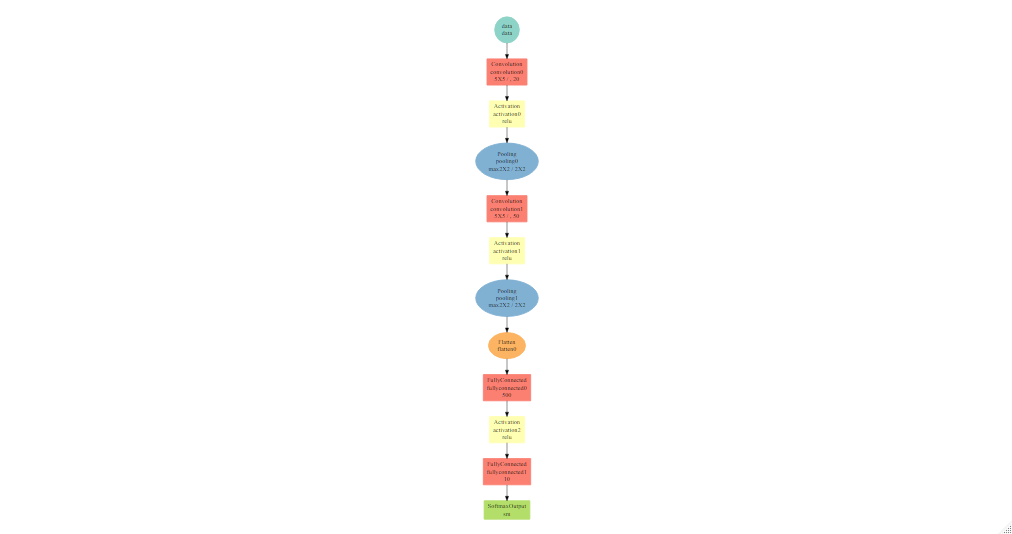 data
data
Convolution
convolution0
5X5 / , 20
Activation
activation0
relu
Pooling
pooling0
max2X2 / 2X2
Convolution
convolution1
5X5 / , 50
Activation
activation1
relu
Pooling
pooling1
max2X2 / 2X2
Flatten
flatten0
FullyConnected
fullyconnected0
500
Activation
activation2
relu
FullyConnected
fullyconnected1
10
SoftmaxOutput
sm